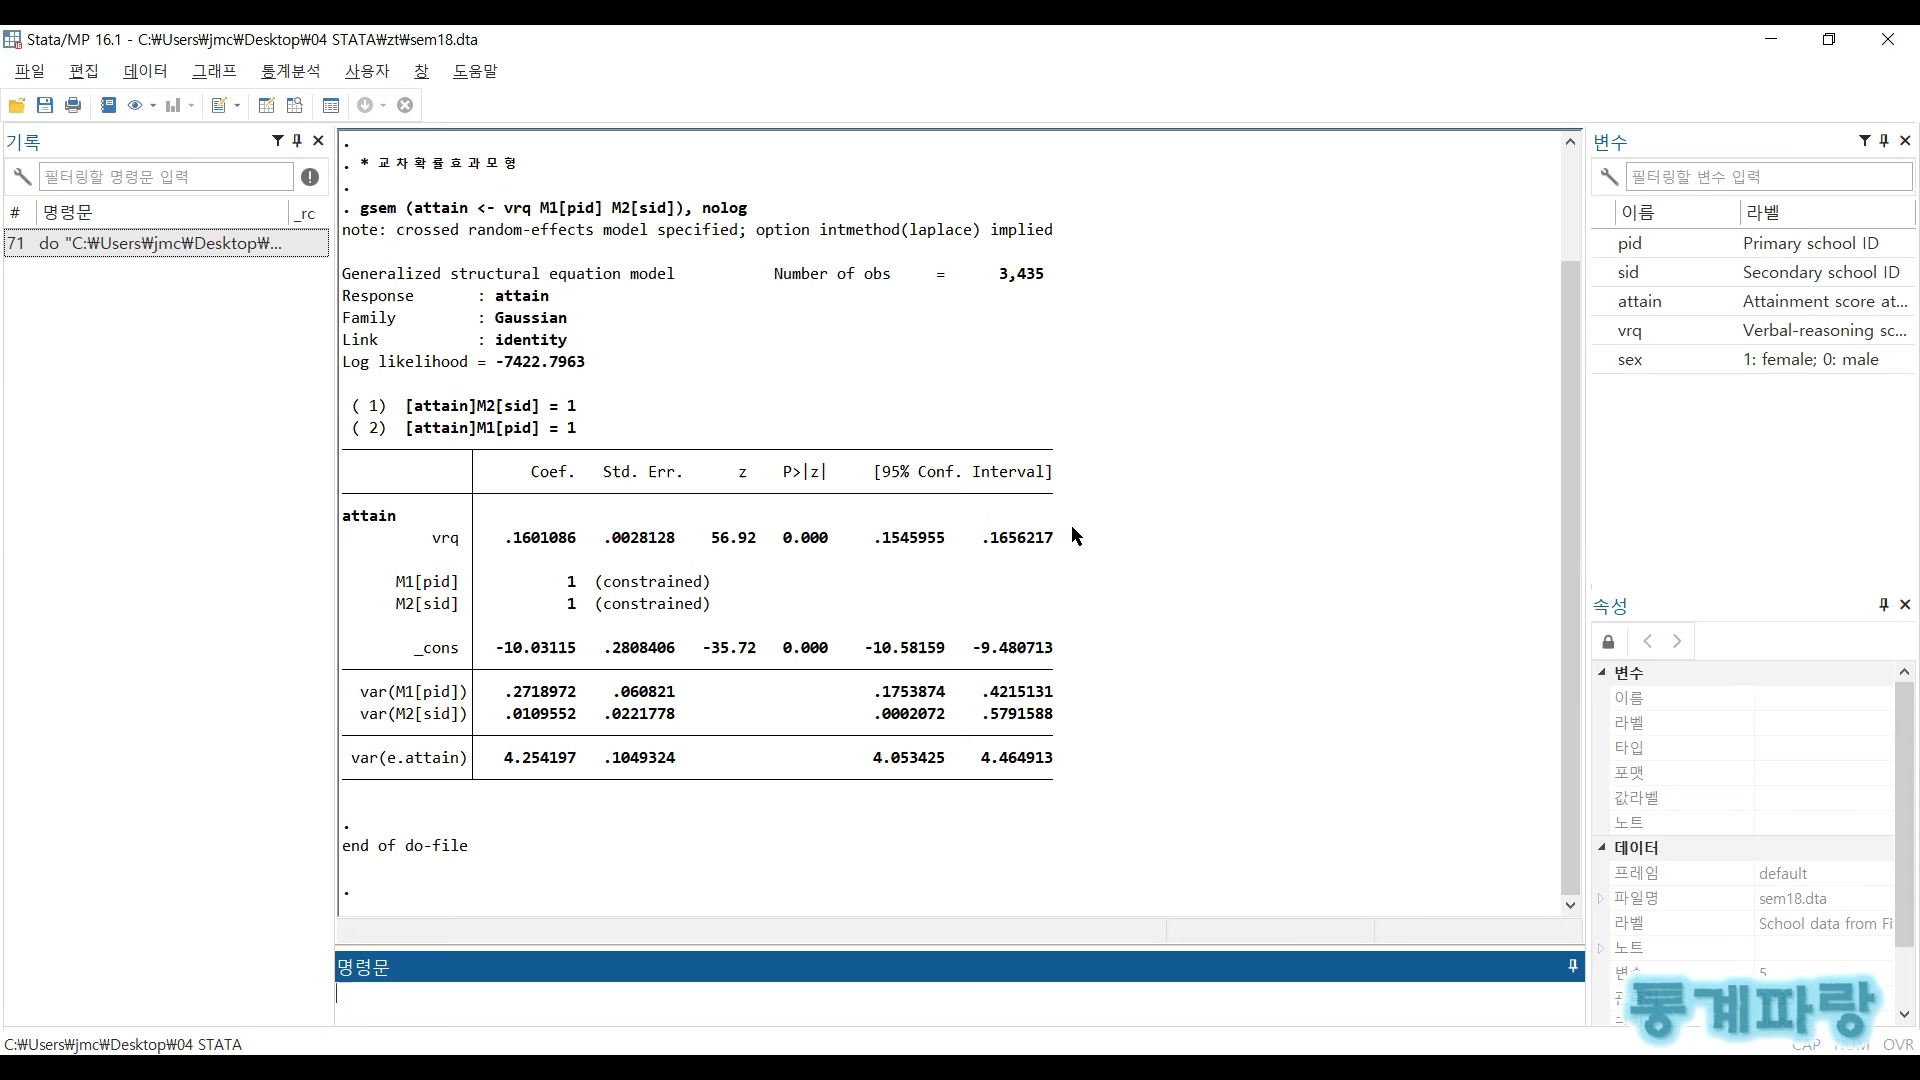 Stata/MP 16.1 - C:₩Users₩jmc₩Desktop₩04 STATA₩zt₩sem18.dta
파일 편집 데이터 그래프 통계분석 사용자 창 도움말
기록
필터링할 명령문 입력
# 명령문 _rc
71 do "C:₩Users₩jmc₩Desktop₩...
.
. * 교차확률효과모형
.
. gsem (attain <- vrq M1[pid] M2[sid]), nolog
note: crossed random-effects model specified; option intmethod(laplace) implied
Generalized structural equation model Number of obs = 3,435
Response : attain
Family : Gaussian
Link : identity
Log likelihood = -7422.7963
( 1) [attain]M2[sid] = 1
( 2) [attain]M1[pid] = 1
Coef. Std. Err. z P>|z| [95% Conf. Interval]
attain
vrq .1601086 .0028128 56.92 0.000 .1545955 .1656217
M1[pid] 1 (constrained)
M2[sid] 1 (constrained)
_cons -10.03115 .2808406 -35.72 0.000 -10.58159 -9.480713
var(M1[pid]) .2718972 .060821 .1753874 .4215131
var(M2[sid]) .0109552 .0221778 .0002072 .5791588
var(e.attain) 4.254197 .1049324 4.053425 4.464913
.
end of do-file
.
명령문
변수
필터링할 변수 입력
이름 라벨
pid Primary school ID
sid Secondary school ID
attain Attainment score at...
vrq Verbal-reasoning sc...
sex 1: female; 0: male
속성
변수
이름
라벨
타입
포맷
값라벨
노트
데이터
프레임 default
파일명 sem18.dta
라벨 School data from Fi
노트
변수 5
통계파랑
C:₩Users₩jmc₩Desktop₩04 STATA
CAP NUM OVR